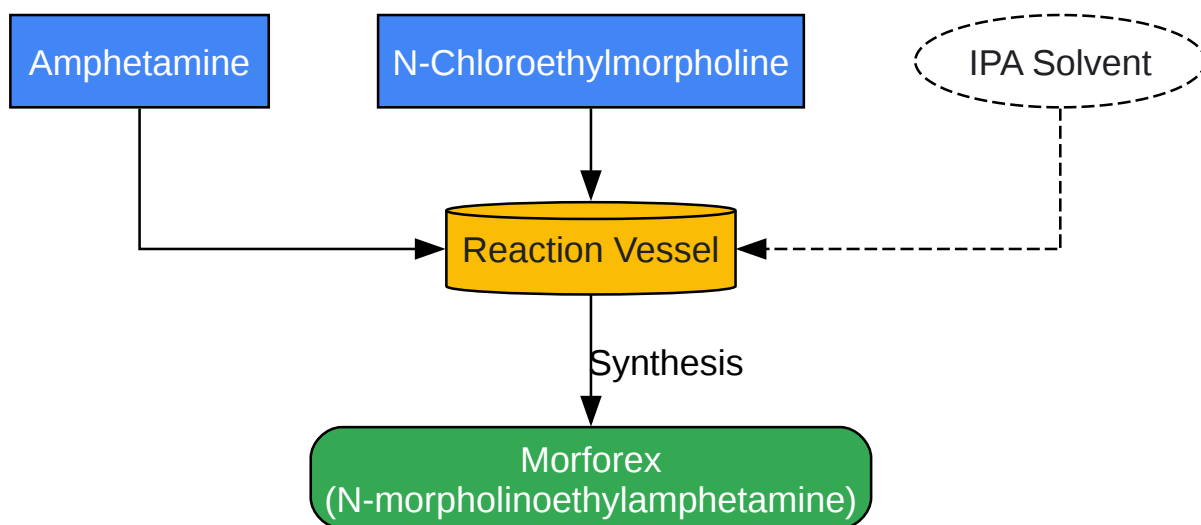 Amphetamine
N-Chloroethylmorpholine
IPA Solvent
Reaction Vessel
Synthesis
Morforex
(N-morpholinoethylamphetamine)